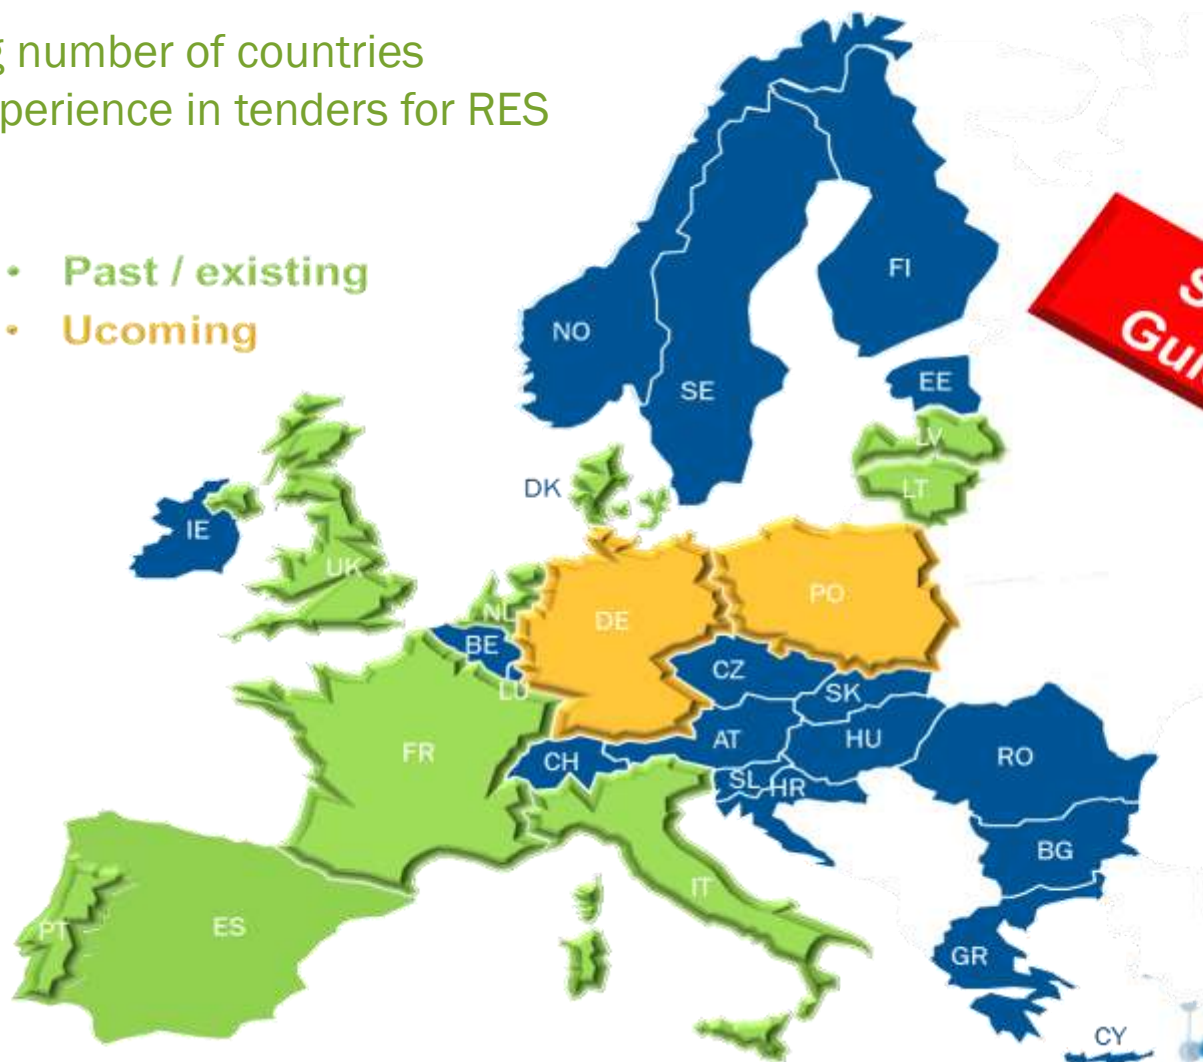 g number of countries
perience in tenders for RES
• Past / existing
• Ucoming
FI
NO
EE
SE
LV
DK
LT
IE
UK
PO
NL
DE
BE
CZ
LU
SK
AT
HU
FR
CH
RO
SL
HR
BG
IT
PT
ES
GR
CY
S
Gui